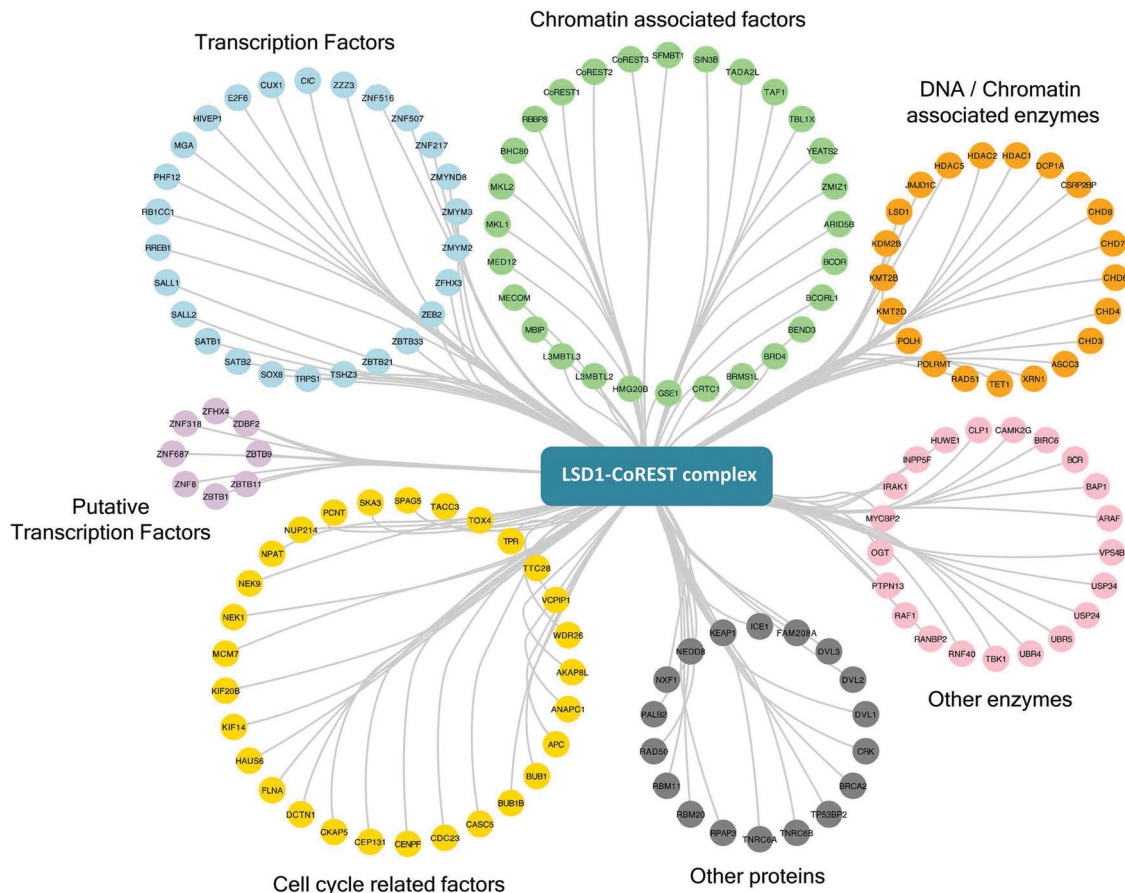 Transcription Factors
CIC
ZZZ3
ZNF516
ZNF507
ZNF217
ZMYND8
ZMYM3
ZMYM2
ZFHX3
ZEB2
ZBTB33
ZBTB21
TSHZ3
TRPS1
SOX8
SATB2
SATB1
SALL2
SALL1
RREB1
RB1CC1
PHF12
MGA
HIVEP1
E2F6
CUX1
Chromatin associated factors
SFMBT1
SIN3B
TADA2L
TAF1
TBL1X
YEATS2
ZMIZ1
ARID5B
BCOR
BCORL1
BEND3
BRD4
BRMS1L
CRTC1
GSE1
HMG20B
L3MBTL2
L3MBTL3
MBIP
MECOM
MED12
MKL1
MKL2
BHC80
RBBP8
CoREST1
CoREST2
CoREST3
DNA / Chromatin
associated enzymes
HDAC2
HDAC1
DCP1A
CSRP2BP
CHD8
CHD7
CHD6
CHD4
CHD3
ASCC3
XRN1
TET1
RAD51
POLRMT
POLH
KMT2D
KMT2B
KDM2B
LSD1
JMJD1C
HDAC5
ZFHX4
ZDBF2
ZBTB9
ZBTB11
ZBTB1
ZNF8
ZNF687
ZNF318
Putative
Transcription Factors
LSD1-CoREST complex
CLP1
CAMK2G
BIRC6
BCR
BAP1
ARAF
VPS4B
USP34
USP24
UBR5
UBR4
TBK1
RNF40
RANBP2
RAF1
PTPN13
OGT
MYCBP2
IRAK1
INPP5F
HUWE1
Other enzymes
SKA3
SPAG5
TACC3
TOX4
TPR
TTC28
VCPIP1
WDR26
AKAP8L
ANAPC1
APC
BUB1
BUB1B
CASC5
CDC23
CENPF
CEP131
CKAP5
DCTN1
FLNA
HAUS6
KIF14
KIF20B
MCM7
NEK1
NEK9
NPAT
NUP214
PCNT
Cell cycle related factors
KEAP1
ICE1
FAM208A
DVL3
DVL2
DVL1
CRK
BRCA2
TP53BP2
TNRC6B
TNRC6A
RPAP3
RBM20
RBM11
RAD50
PALB2
NXF1
NEDD8
Other proteins